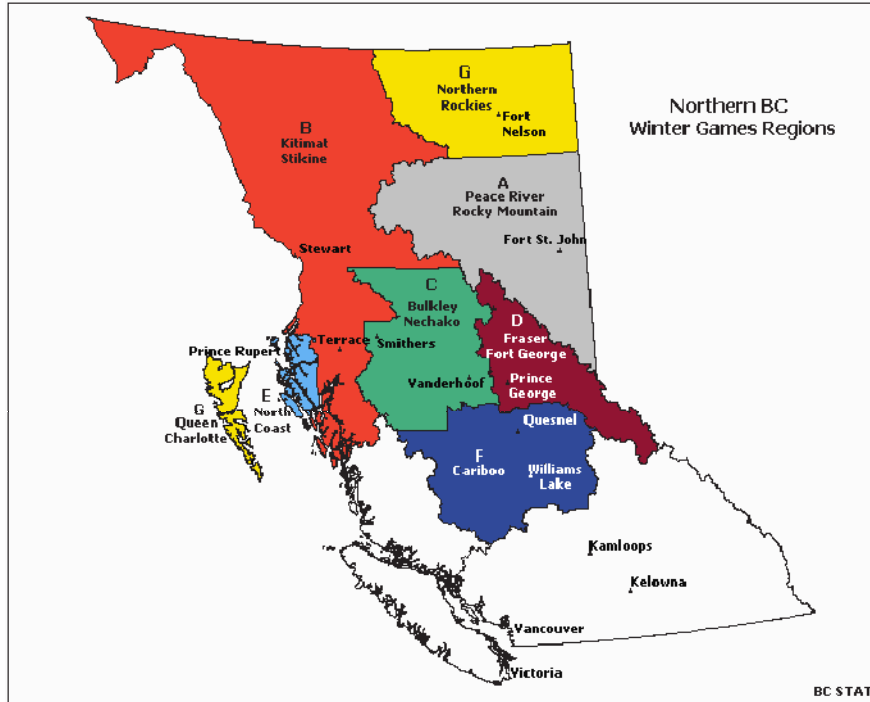 G
Northern
Rockies
Fort
Nelson
Northern BC
Winter Games Regions
B
Kitimat
Stikine
A
Peace River
Rocky Mountain
Fort St. John
Stewart
C
Bulkley
Nechako
D
Fraser
Fort George
Prince Rupert
Terrace
Smithers
Vanderhoof
Prince
George
E
North
Coast
G
Queen
Charlotte
Quesnel
F
Cariboo
Williams
Lake
Kamloops
Kelowna
Vancouver
Victoria
BC STAT